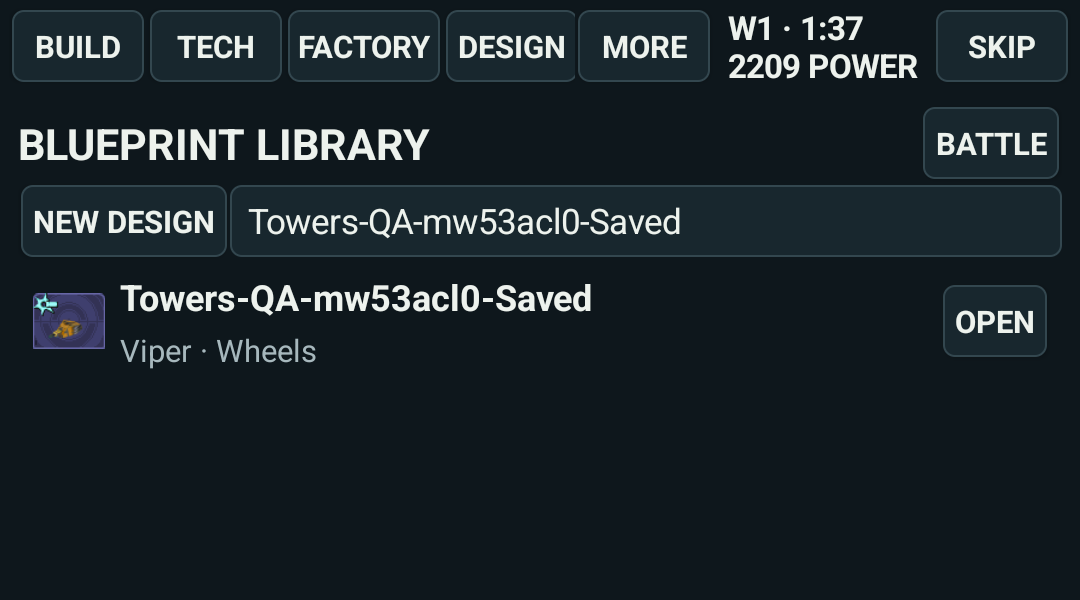 BUILD TECH FACTORY DESIGN MORE W1 · 1:37 SKIP
2209 POWER
BLUEPRINT LIBRARY BATTLE
NEW DESIGN Towers-QA-mw53acl0-Saved
Towers-QA-mw53acl0-Saved
Viper · Wheels OPEN